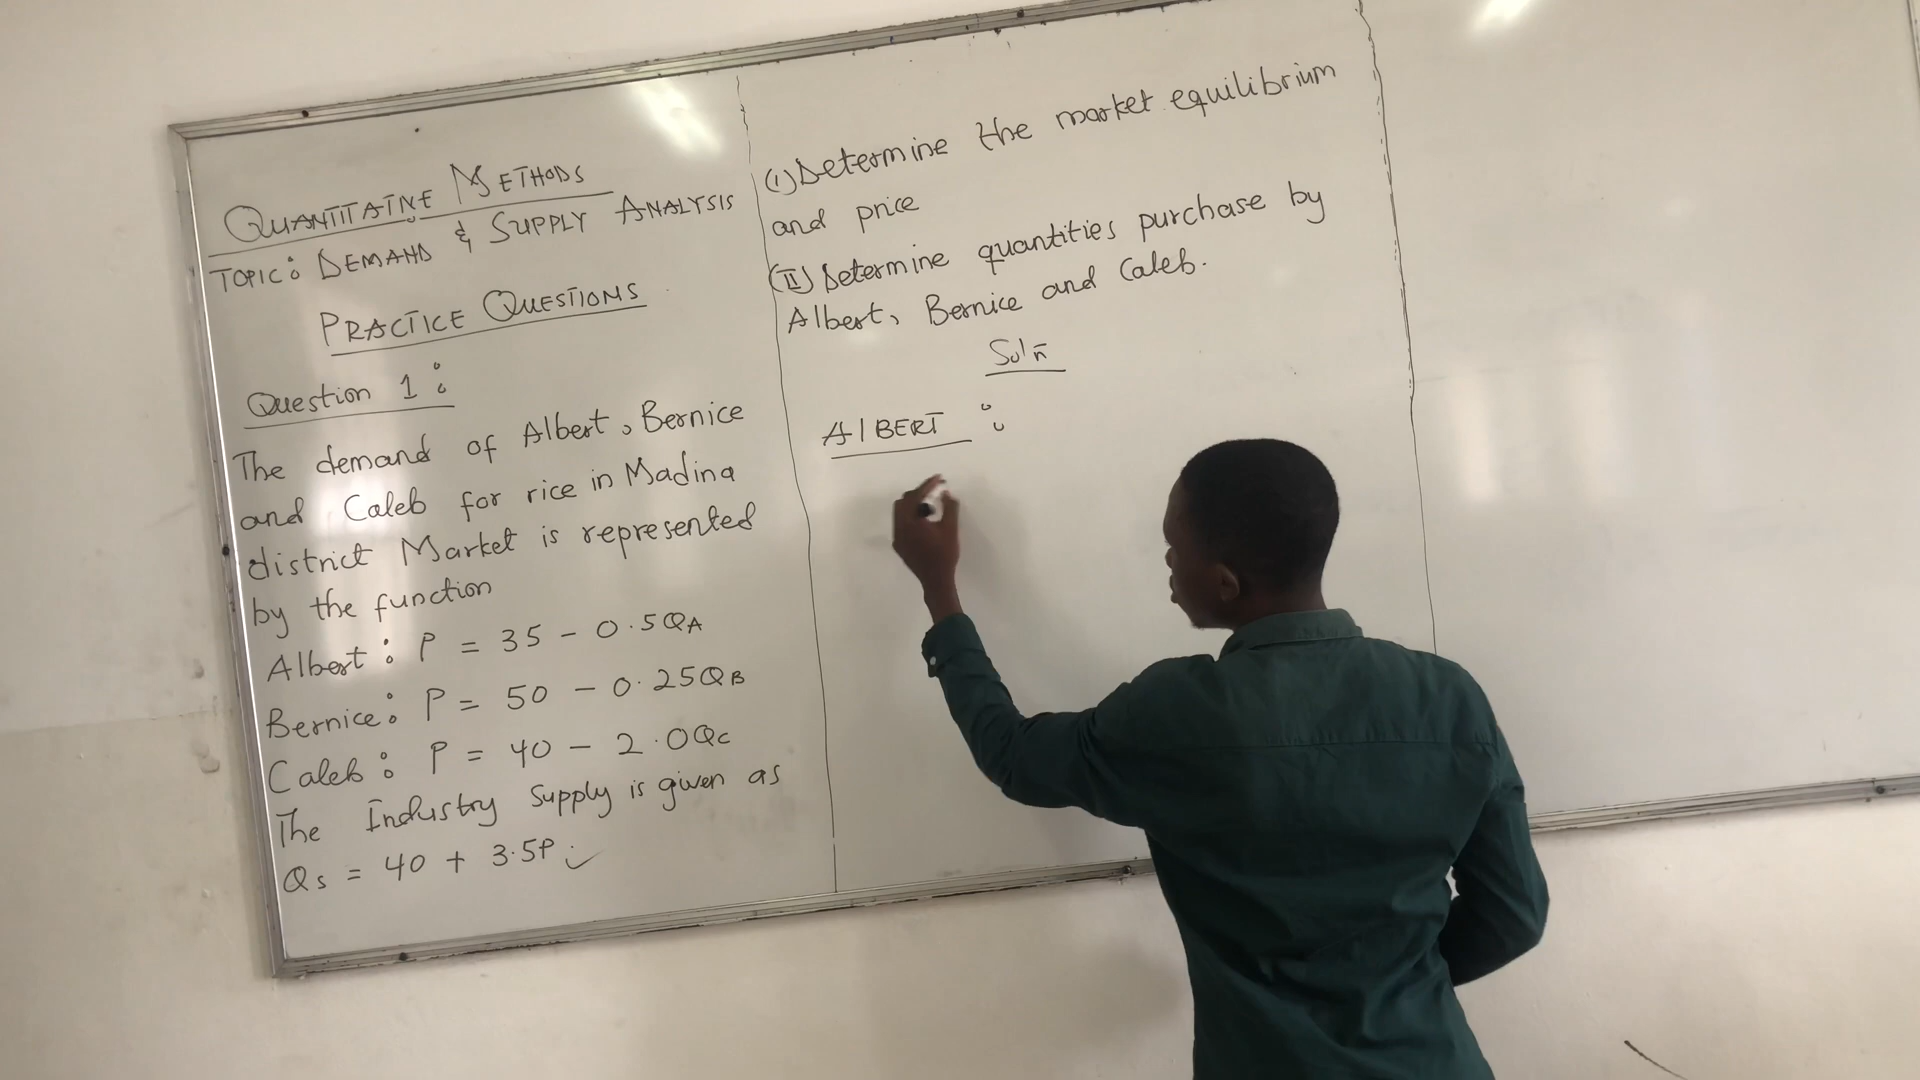 QUANTITATIVE METHODS
TOPIC: DEMAND & SUPPLY ANALYSIS
PRACTICE QUESTIONS
Question 1:
The demand of Albert, Bernice
and Caleb for rice in Madina
district Market is represented
by the function
Albert: P = 35 - 0.5QA
Bernice: P = 50 - 0.25QB
Caleb: P = 40 - 2.0QC
The Industry Supply is given as
Qs = 40 + 3.5P.
(I) Determine the market equilibrium
and price
(II) Determine quantities purchase by
Albert, Bernice and Caleb.
Soln
AlBERT: